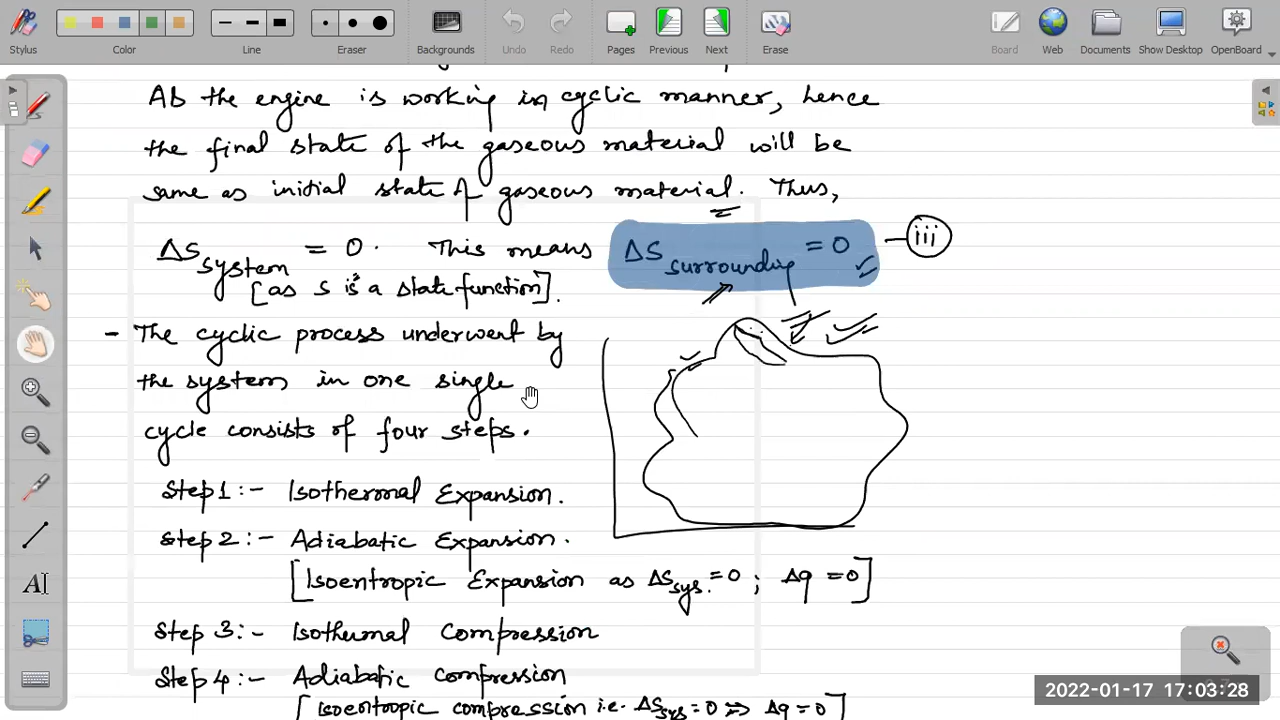 Stylus Color Line Eraser Backgrounds Undo Redo Pages Previous Next Erase Board Web Documents Show Desktop OpenBoard
As the engine is working in cyclic manner, hence
the final state of the gaseous material will be
same as initial state of gaseous material. Thus,
ΔS system = 0. This means ΔS surrounding = 0 — iii
[as S is a state function].
- The cyclic process underwent by
the system in one single
cycle consists of four steps.
Step 1 :- Isothermal Expansion.
Step 2 :- Adiabatic Expansion.
[Isoentropic Expansion as ΔS sys. = 0 ; Δq = 0]
Step 3 :- Isothermal Compression
Step 4 :- Adiabatic compression
[Isoentropic compression i.e. ΔS sys = 0 => Δq = 0]
2022-01-17 17:03:28